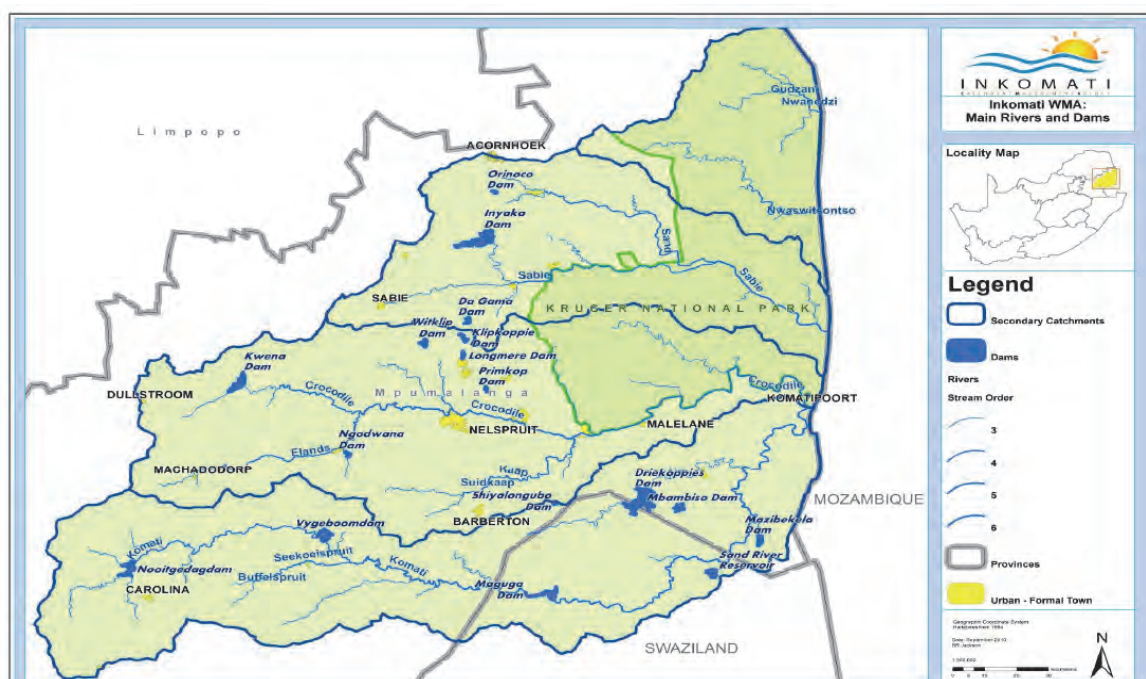 Limpopo
ACORNHOEK
Orinoco
Dam
Inyaka
Dam
Gudzani
Nwanedzi
Nwaswitsontso
Sand
Sabie
Sabie
SABIE
KRUGER NATIONAL PARK
Da Gama
Dam
Witklip
Dam
Klipkoppie
Dam
Longmere Dam
Primkop
Dam
Kwena
Dam
DULLSTROOM
Crocodile
Mpumalanga
Crocodile
NELSPRUIT
Crocodile
KOMATIPOORT
MALELANE
Ngodwana
Dam
Elands
MACHADODORP
Kaap
Suidkaap
Shiyalongubo
Dam
BARBERTON
Driekoppies
Dam
Mbambiso Dam
MOZAMBIQUE
Mazibekela
Dam
Sand River
Reservoir
Vygeboomdam
Komati
Seekoeispruit
Nooitgedagdam
Buffelspruit
Komati
CAROLINA
Maguga
Dam
SWAZILAND
INKOMATI
Inkomati WMA:
Main Rivers and Dams
Locality Map
Legend
Secondary Catchments
Dams
Rivers
Stream Order
3
4
5
6
Provinces
Urban - Formal Town
N